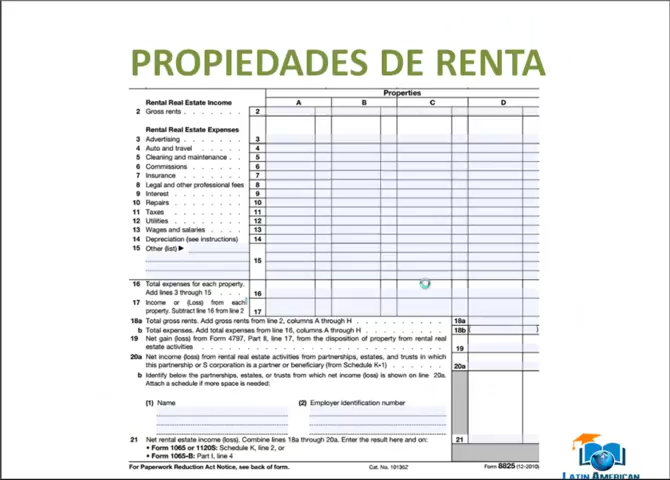 PROPIEDADES DE RENTA
Properties
Rental Real Estate Income
A B C D
2 Gross rents 2
Rental Real Estate Expenses
3 Advertising 3
4 Auto and travel 4
5 Cleaning and maintenance 5
6 Commissions 6
7 Insurance 7
8 Legal and other professional fees 8
9 Interest 9
10 Repairs 10
11 Taxes 11
12 Utilities 12
13 Wages and salaries 13
14 Depreciation (see instructions) 14
15 Other (list) ▶
15
16 Total expenses for each property.
Add lines 3 through 15 16
17 Income or (Loss) from each
property. Subtract line 16 from line 2 17
18a Total gross rents. Add gross rents from line 2, columns A through H 18a
b Total expenses. Add total expenses from line 16, columns A through H 18b ( )
19 Net gain (loss) from Form 4797, Part II, line 17, from the disposition of property from rental real
estate activities 19
20a Net income (loss) from rental real estate activities from partnerships, estates, and trusts in which
this partnership or S corporation is a partner or beneficiary (from Schedule K-1) 20a
b Identify below the partnerships, estates, or trusts from which net income (loss) is shown on line 20a.
Attach a schedule if more space is needed:
(1) Name (2) Employer identification number
21 Net rental real estate income (loss). Combine lines 18a through 20a. Enter the result here and on: 21
• Form 1065 or 1120S: Schedule K, line 2, or
• Form 1065-B: Part I, line 4
For Paperwork Reduction Act Notice, see back of form. Cat. No. 10136Z Form 8825 (12-2010)
LATIN AMERICAN